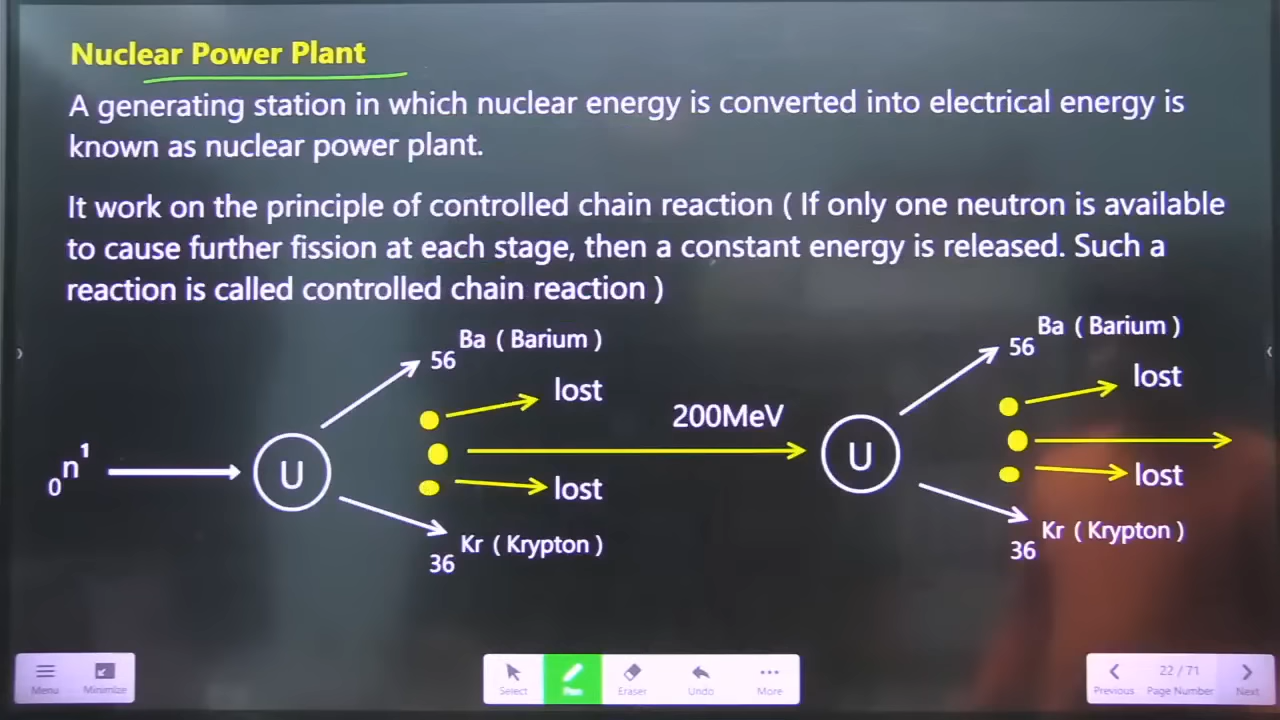 Nuclear Power Plant
A generating station in which nuclear energy is converted into electrical energy is
known as nuclear power plant.
It work on the principle of controlled chain reaction ( If only one neutron is available
to cause further fission at each stage, then a constant energy is released. Such a
reaction is called controlled chain reaction )
56 Ba ( Barium )
56 Ba ( Barium )
lost
lost
200MeV
0n1
U
U
lost
lost
36 Kr ( Krypton )
36 Kr ( Krypton )
Menu
Minimize
Select
Pen
Eraser
Undo
More
22 / 71
Previous
Page Number
Next